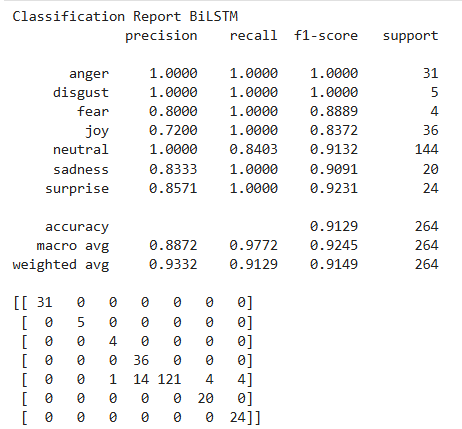 Classification Report BiLSTM
precision recall f1-score support
anger 1.0000 1.0000 1.0000 31
disgust 1.0000 1.0000 1.0000 5
fear 0.8000 1.0000 0.8889 4
joy 0.7200 1.0000 0.8372 36
neutral 1.0000 0.8403 0.9132 144
sadness 0.8333 1.0000 0.9091 20
surprise 0.8571 1.0000 0.9231 24
accuracy 0.9129 264
macro avg 0.8872 0.9772 0.9245 264
weighted avg 0.9332 0.9129 0.9149 264
[[ 31 0 0 0 0 0 0]
[ 0 5 0 0 0 0 0]
[ 0 0 4 0 0 0 0]
[ 0 0 0 36 0 0 0]
[ 0 0 1 14 121 4 4]
[ 0 0 0 0 0 20 0]
[ 0 0 0 0 0 0 24]]